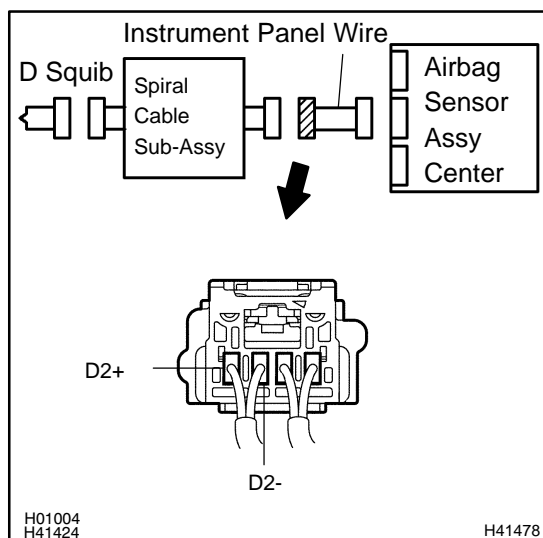 Instrument Panel Wire
D Squib
Spiral
Cable
Sub-Assy
Airbag
Sensor
Assy
Center
D2+
D2-
H01004
H41424
H41478